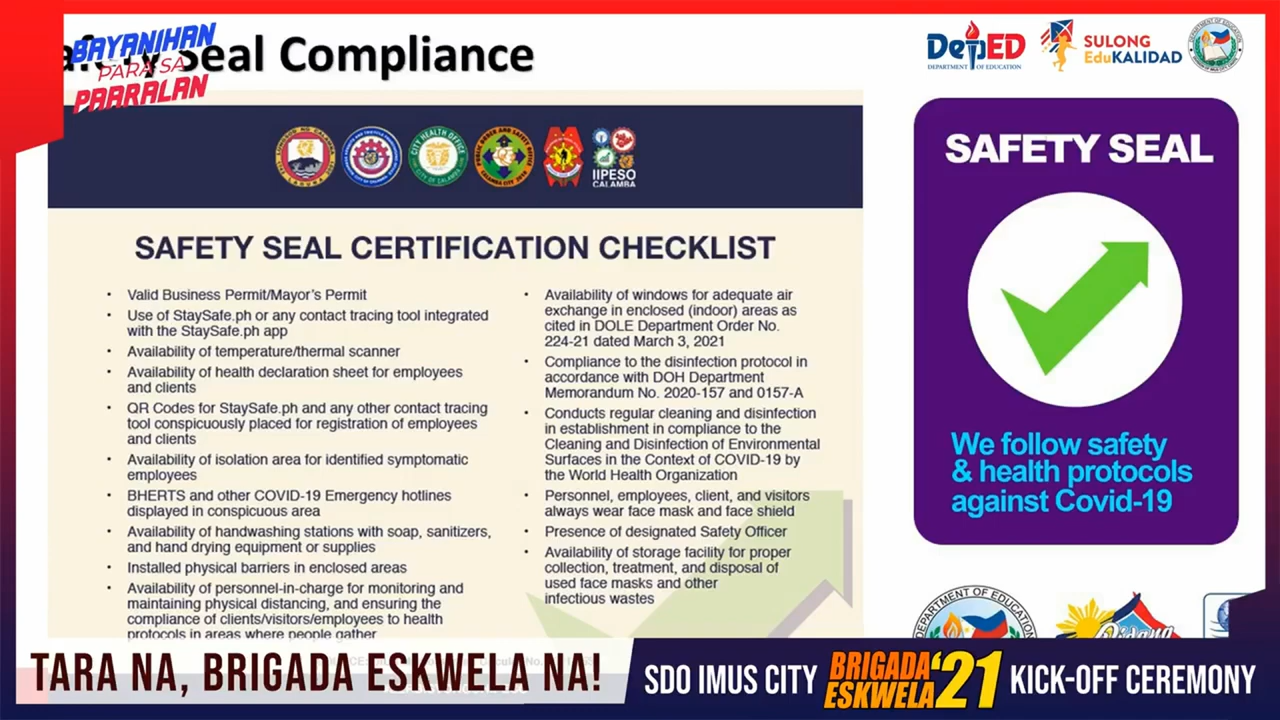 BAYANIHAN
PARA SA
PAARALAN
afety Seal Compliance
DepED
DEPARTMENT OF EDUCATION
SULONG
EduKALIDAD
CITY HEALTH OFFICE
IIPESO
CALAMBA
SAFETY SEAL CERTIFICATION CHECKLIST
• Valid Business Permit/Mayor's Permit
• Use of StaySafe.ph or any contact tracing tool integrated
with the StaySafe.ph app
• Availability of temperature/thermal scanner
• Availability of health declaration sheet for employees
and clients
• QR Codes for StaySafe.ph and any other contact tracing
tool conspicuously placed for registration of employees
and clients
• Availability of isolation area for identified symptomatic
employees
• BHERTS and other COVID-19 Emergency hotlines
displayed in conspicuous area
• Availability of handwashing stations with soap, sanitizers,
and hand drying equipment or supplies
• Installed physical barriers in enclosed areas
• Availability of personnel-in-charge for monitoring and
maintaining physical distancing, and ensuring the
compliance of clients/visitors/employees to health
protocols in areas where people gather
• Availability of windows for adequate air
exchange in enclosed (indoor) areas as
cited in DOLE Department Order No.
224-21 dated March 3, 2021
• Compliance to the disinfection protocol in
accordance with DOH Department
Memorandum No. 2020-157 and 0157-A
• Conducts regular cleaning and disinfection
in establishment in compliance to the
Cleaning and Disinfection of Environmental
Surfaces in the Context of COVID-19 by
the World Health Organization
• Personnel, employees, client, and visitors
always wear face mask and face shield
• Presence of designated Safety Officer
• Availability of storage facility for proper
collection, treatment, and disposal of
used face masks and other
infectious wastes
SAFETY SEAL
We follow safety
& health protocols
against Covid-19
DEPARTMENT OF EDUCATION
TARA NA, BRIGADA ESKWELA NA!
SDO IMUS CITY
BRIGADA
ESKWELA
'21
KICK-OFF CEREMONY